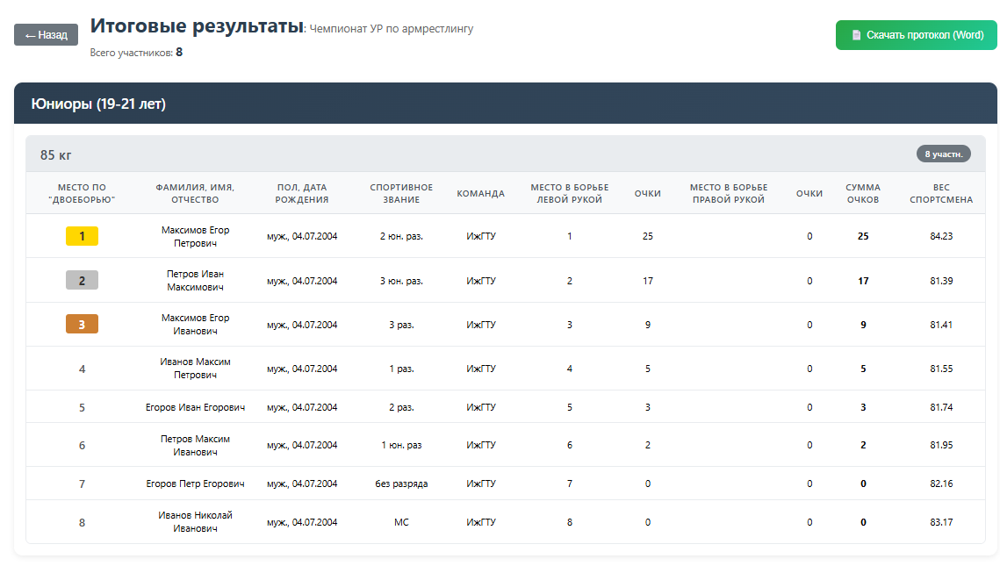 ← Назад
Итоговые результаты: Чемпионат УР по армрестлингу
Всего участников: 8
Скачать протокол (Word)
Юниоры (19-21 лет)
85 кг 8 участн.
МЕСТО ПО "ДВОЕБОРЬЮ" ФАМИЛИЯ, ИМЯ, ОТЧЕСТВО ПОЛ, ДАТА РОЖДЕНИЯ СПОРТИВНОЕ ЗВАНИЕ КОМАНДА МЕСТО В БОРЬБЕ ЛЕВОЙ РУКОЙ ОЧКИ МЕСТО В БОРЬБЕ ПРАВОЙ РУКОЙ ОЧКИ СУММА ОЧКОВ ВЕС СПОРТСМЕНА
1 Максимов Егор Петрович муж., 04.07.2004 2 юн. раз. ИжГТУ 1 25 0 25 84.23
2 Петров Иван Максимович муж., 04.07.2004 3 юн. раз. ИжГТУ 2 17 0 17 81.39
3 Максимов Егор Иванович муж., 04.07.2004 3 раз. ИжГТУ 3 9 0 9 81.41
4 Иванов Максим Петрович муж., 04.07.2004 1 раз. ИжГТУ 4 5 0 5 81.55
5 Егоров Иван Егорович муж., 04.07.2004 2 раз. ИжГТУ 5 3 0 3 81.74
6 Петров Максим Иванович муж., 04.07.2004 1 юн. раз ИжГТУ 6 2 0 2 81.95
7 Егоров Петр Егорович муж., 04.07.2004 без разряда ИжГТУ 7 0 0 0 82.16
8 Иванов Николай Иванович муж., 04.07.2004 МС ИжГТУ 8 0 0 0 83.17